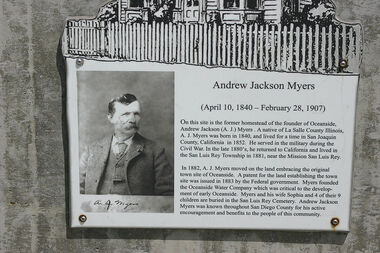 Andrew Jackson Myers
(April 10, 1840 – February 28, 1907)
On this site is the former homestead of the founder of Oceanside,
Andrew Jackson (A. J.) Myers . A native of La Salle County Illinois,
A. J. Myers was born in 1840, and lived for a time in San Joaquin
County, California in 1852. He served in the military during the
Civil War. In the late 1880's, he returned to California and lived in
the San Luis Rey Township in 1881, near the Mission San Luis Rey.
In 1882, A. J. Myers moved on the land embracing the original
town site of Oceanside. A patent for the land establishing the town
site was issued in 1883 by the Federal government. Myers founded
the Oceanside Water Company which was critical to the develop-
ment of early Oceanside. Myers and his wife Sophia and 4 of their 9
children are buried in the San Luis Rey Cemetery. Andrew Jackson
Myers was known throughout San Diego County for his active
encouragement and benefits to the people of this community.
A. J. Myers